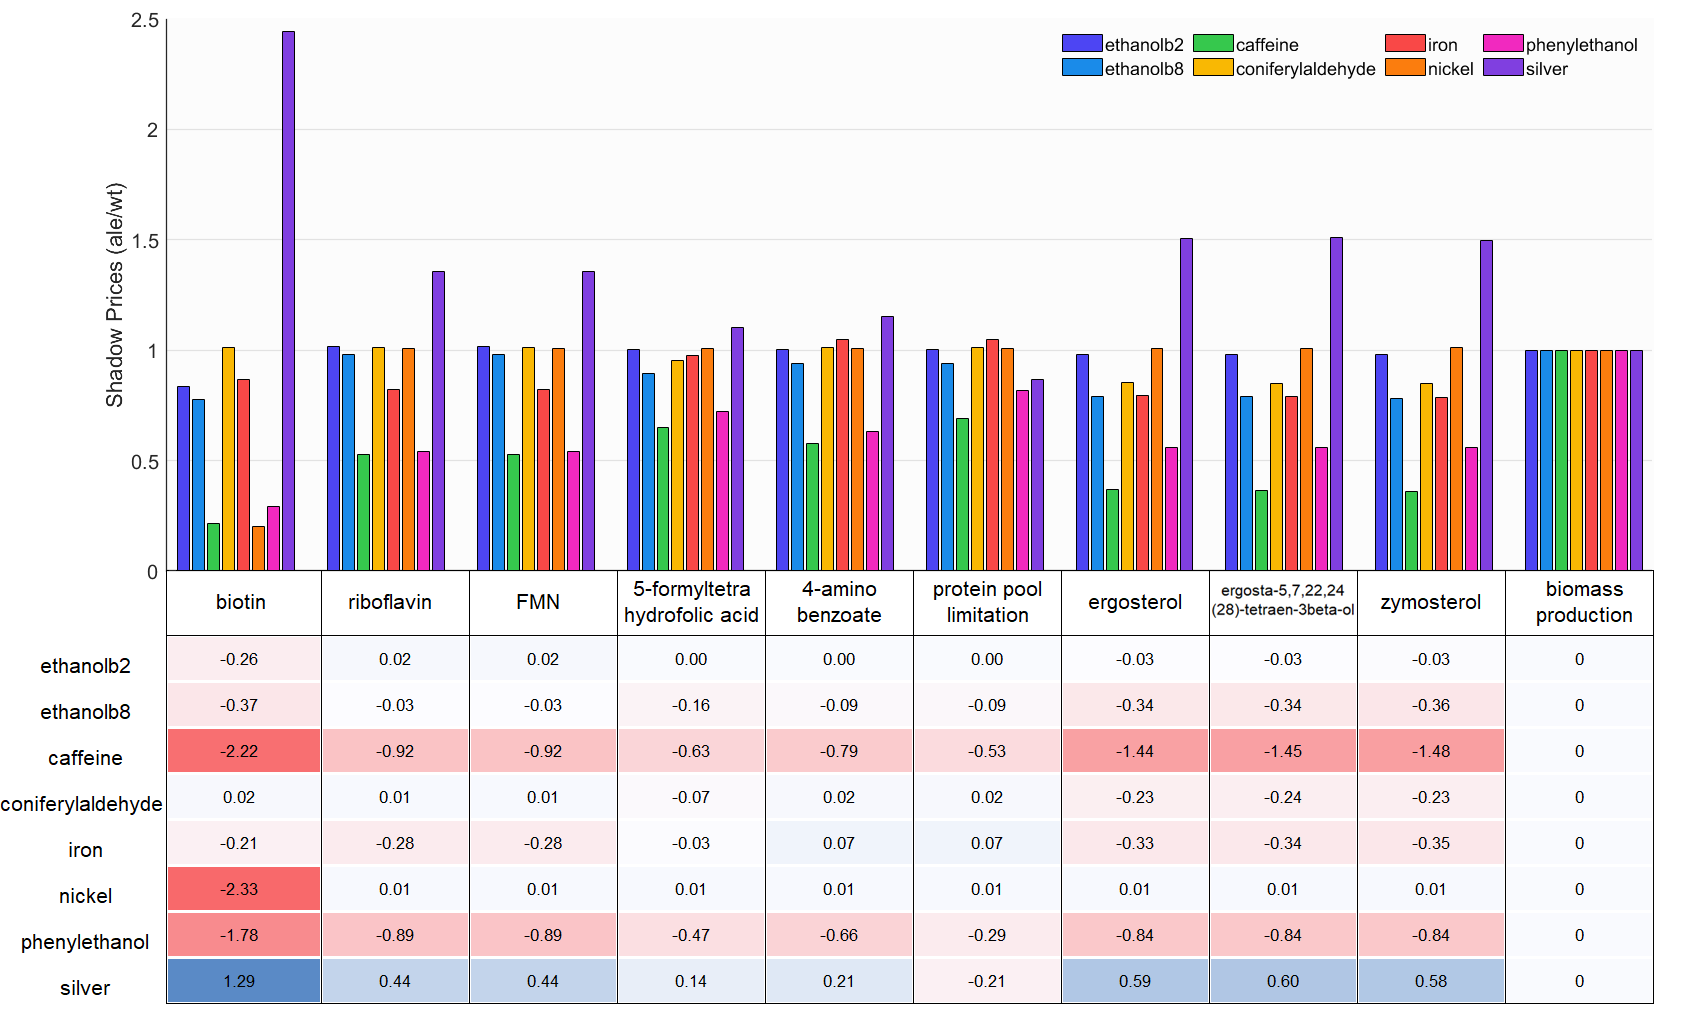 Shadow Prices (ale/wt)
2.5
2
1.5
1
0.5
0
ethanolb2 caffeine iron phenylethanol
ethanolb8 coniferylaldehyde nickel silver
biotin
riboflavin
FMN
5-formyltetra
hydrofolic acid
4-amino
benzoate
protein pool
limitation
ergosterol
ergosta-5,7,22,24
(28)-tetraen-3beta-ol
zymosterol
biomass
production
ethanolb2 -0.26 0.02 0.02 0.00 0.00 0.00 -0.03 -0.03 -0.03 0
ethanolb8 -0.37 -0.03 -0.03 -0.16 -0.09 -0.09 -0.34 -0.34 -0.36 0
caffeine -2.22 -0.92 -0.92 -0.63 -0.79 -0.53 -1.44 -1.45 -1.48 0
coniferylaldehyde 0.02 0.01 0.01 -0.07 0.02 0.02 -0.23 -0.24 -0.23 0
iron -0.21 -0.28 -0.28 -0.03 0.07 0.07 -0.33 -0.34 -0.35 0
nickel -2.33 0.01 0.01 0.01 0.01 0.01 0.01 0.01 0.01 0
phenylethanol -1.78 -0.89 -0.89 -0.47 -0.66 -0.29 -0.84 -0.84 -0.84 0
silver 1.29 0.44 0.44 0.14 0.21 -0.21 0.59 0.60 0.58 0